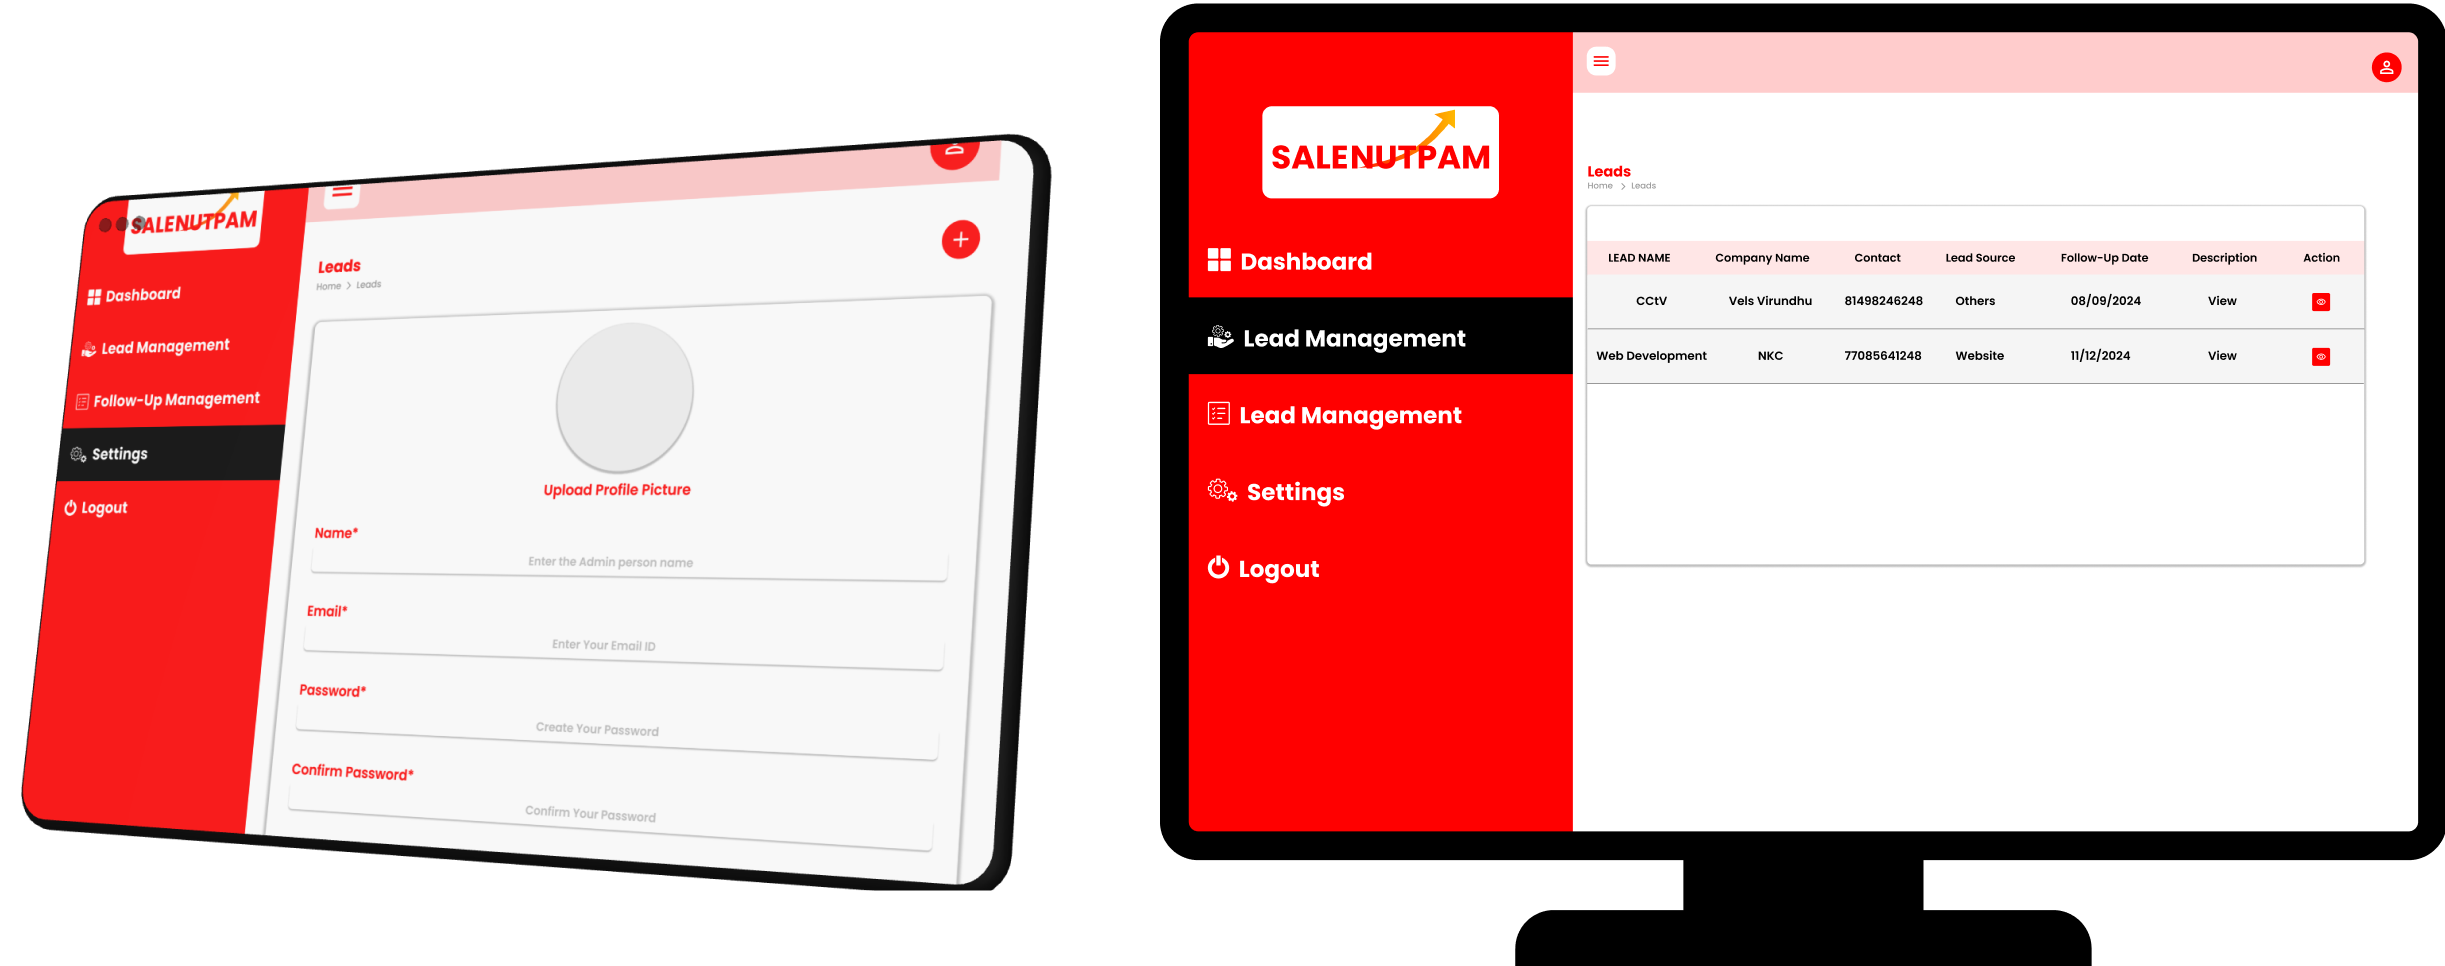 SALENUTPAM
Dashboard
Lead Management
Follow-Up Management
Settings
Logout
Leads
Home > Leads
Upload Profile Picture
Name*
Enter the Admin person name
Email*
Enter Your Email ID
Password*
Create Your Password
Confirm Password*
Confirm Your Password
SALENUTPAM
Dashboard
Lead Management
Lead Management
Settings
Logout
Leads
Home > Leads
LEAD NAME Company Name Contact Lead Source Follow-Up Date Description Action
CCtV Vels Virundhu 81498246248 Others 08/09/2024 View
Web Development NKC 77085641248 Website 11/12/2024 View